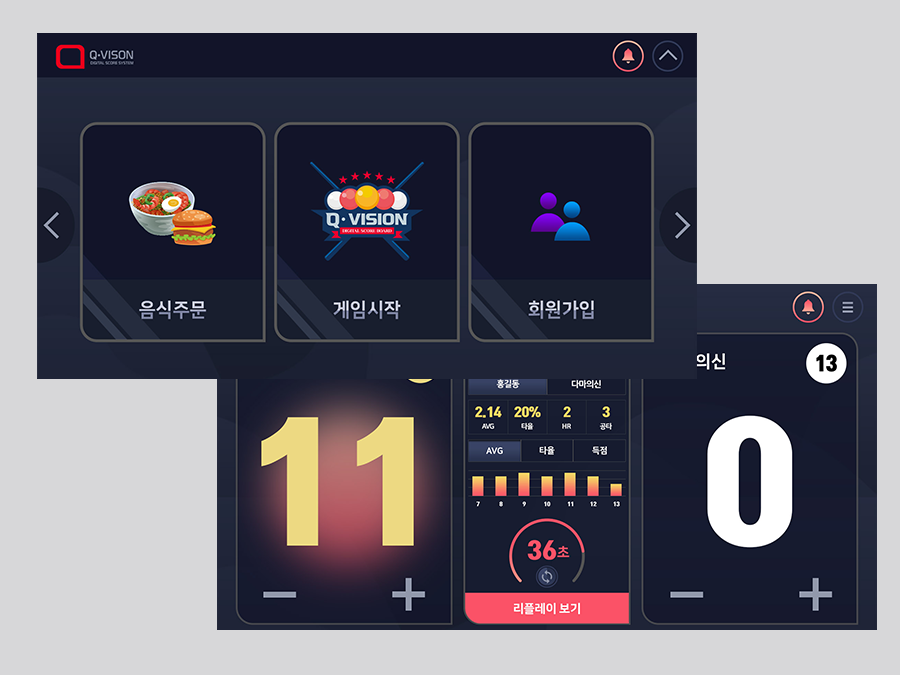 Q·VISON
DIGITAL SCORE SYSTEM
Q·VISION
DIGITAL SCORE BOARD
음식주문
게임시작
회원가입
의신
13
홍길동
다마의신
2.14
20%
2
3
AVG
타율
HR
공타
11
0
AVG
타율
득점
7 8 9 10 11 12 13
36초
리플레이 보기